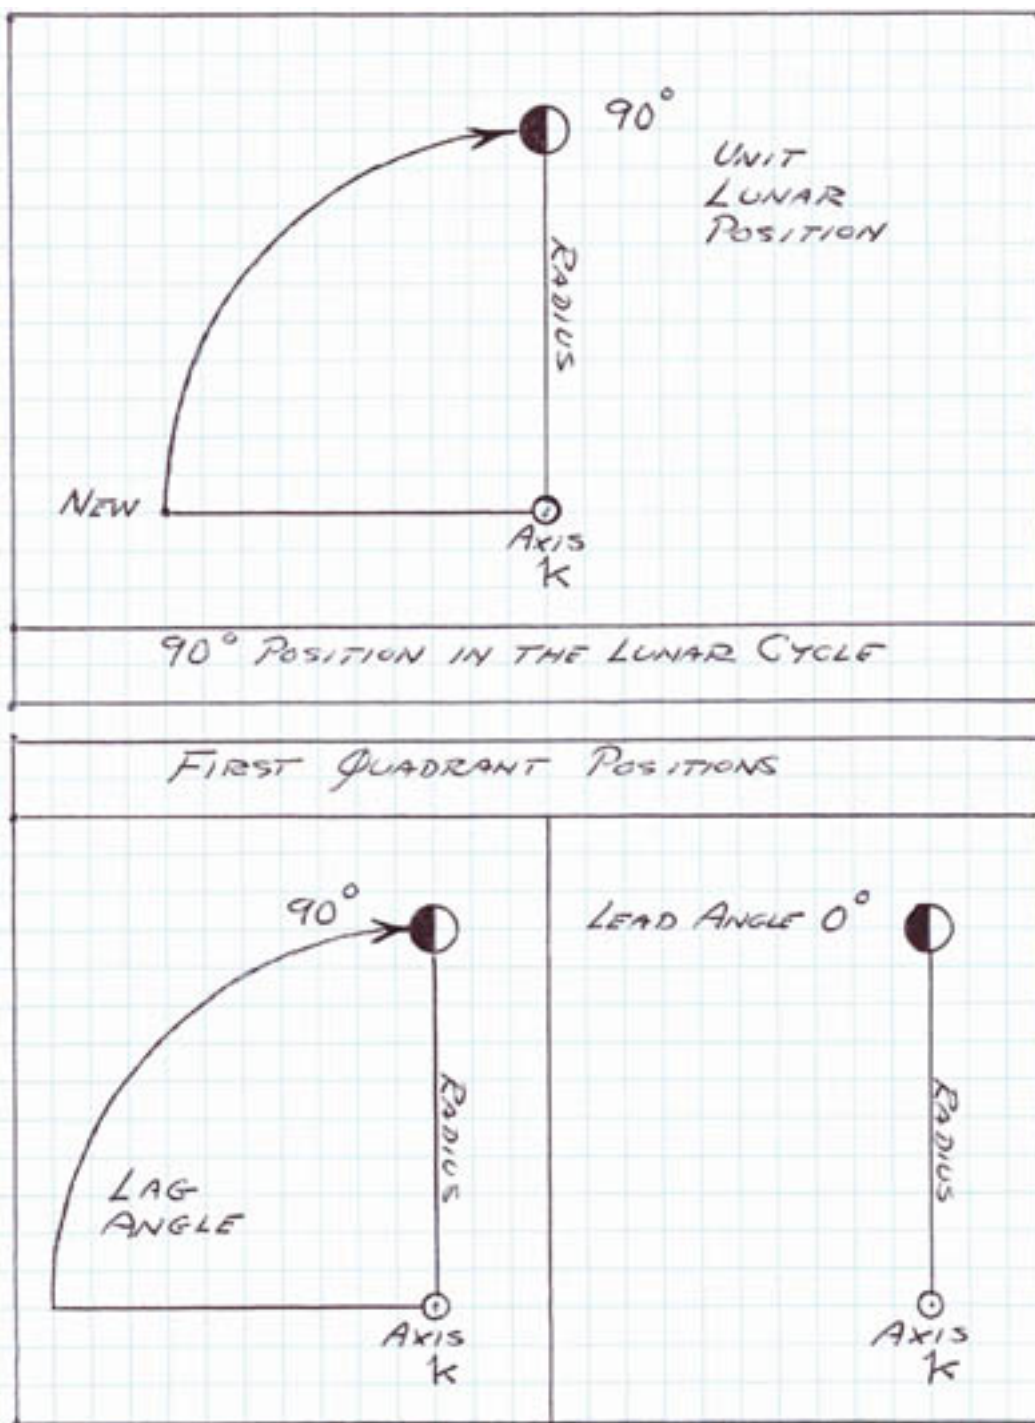 90°
UNIT
LUNAR
POSITION
RADIUS
NEW
AXIS
k
90° POSITION IN THE LUNAR CYCLE
FIRST QUADRANT POSITIONS
90°
LAG
ANGLE
RADIUS
AXIS
k
LEAD ANGLE 0°
RADIUS
AXIS
k